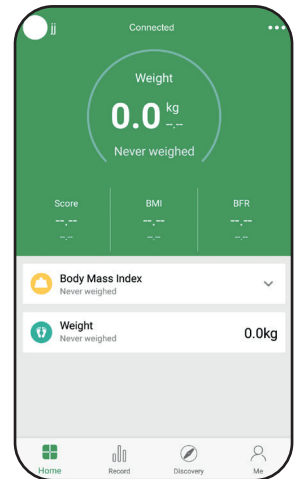 jj
Connected
Weight
0.0 kg
--.--
Never weighed
Score BMI BFR
--.-- --.-- --.--
--.-- --.-- --.--
Body Mass Index
Never weighed
Weight
Never weighed
0.0kg
Home Record Discovery Me